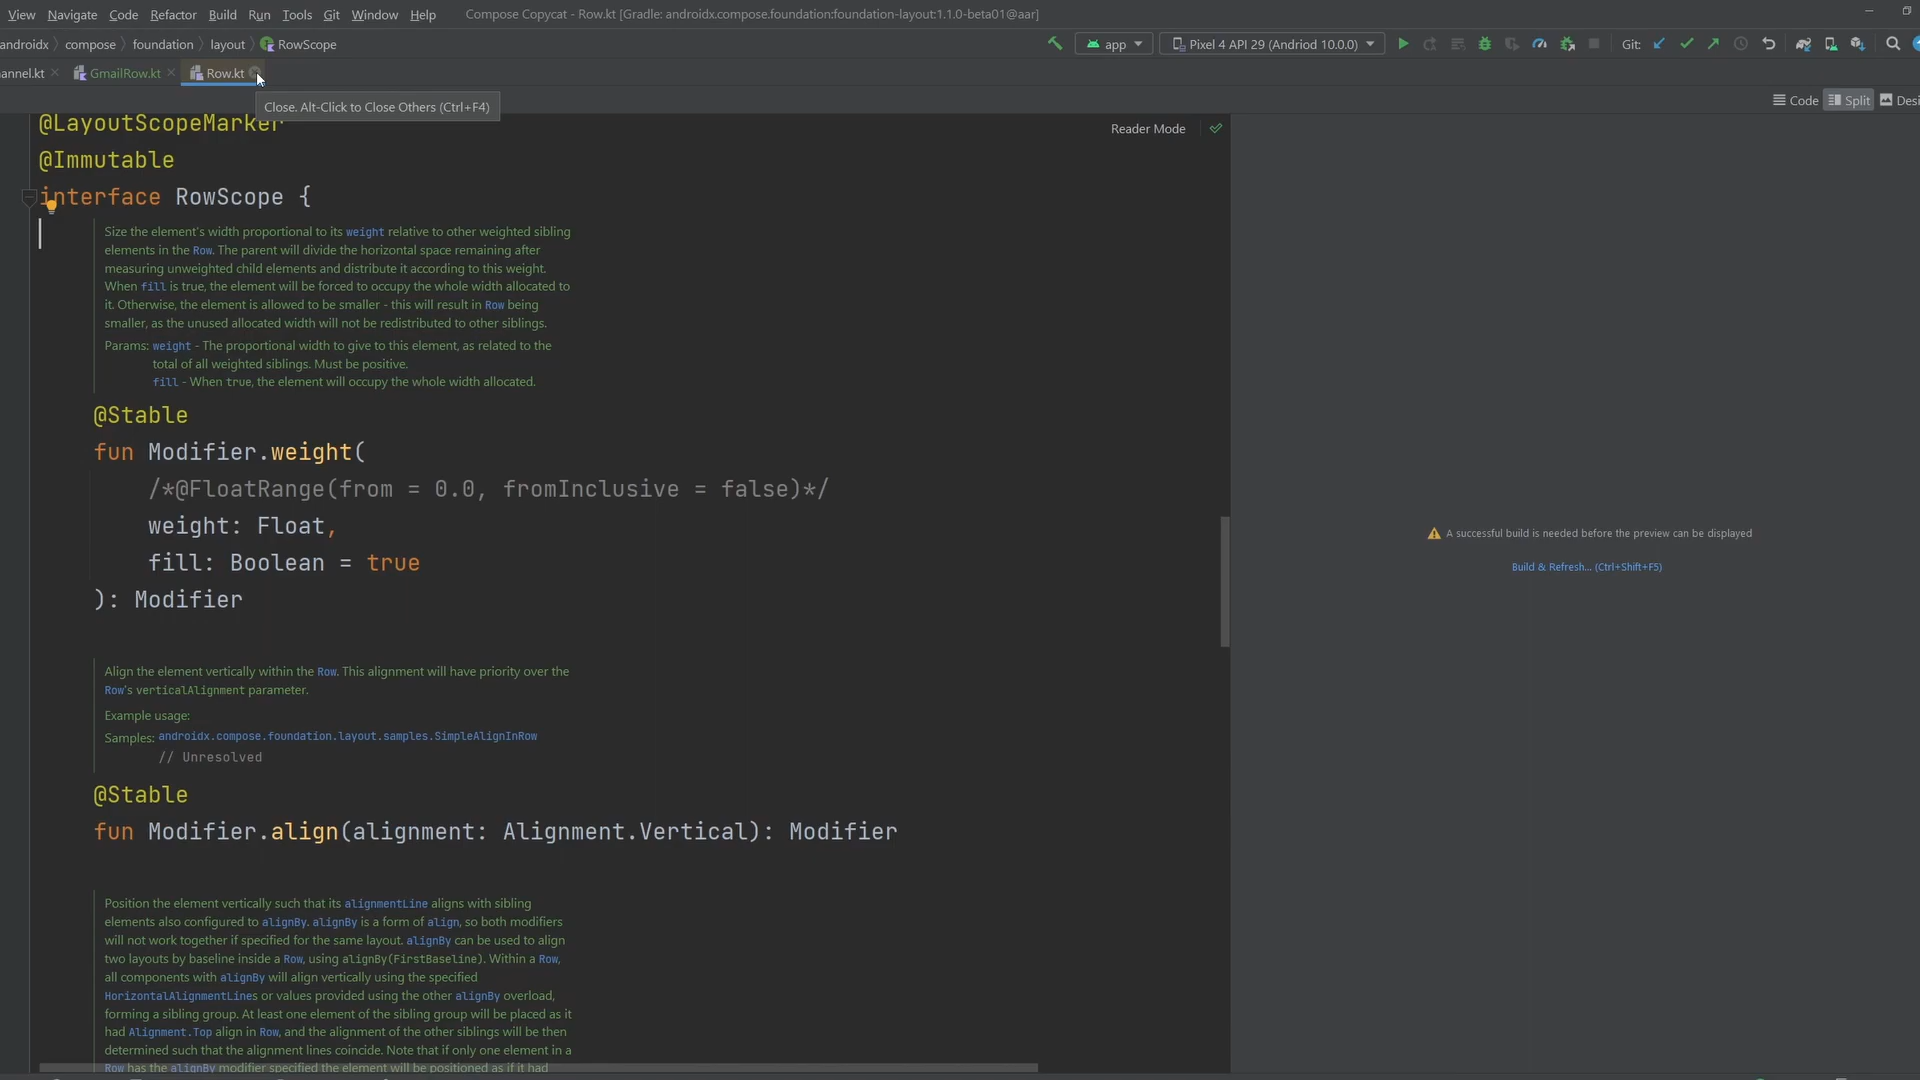 View Navigate Code Refactor Build Run Tools Git Window Help Compose Copycat - Row.kt [Gradle: androidx.compose.foundation:foundation-layout:1.1.0-beta01@aar]
androidx compose foundation layout RowScope app Pixel 4 API 29 (Andriod 10.0.0) Git:
annel.kt GmailRow.kt Row.kt
Close. Alt-Click to Close Others (Ctrl+F4)
Code Split Desi
@LayoutScopeMarker
Reader Mode
@Immutable
interface RowScope {
Size the element's width proportional to its weight relative to other weighted sibling
elements in the Row. The parent will divide the horizontal space remaining after
measuring unweighted child elements and distribute it according to this weight.
When fill is true, the element will be forced to occupy the whole width allocated to
it. Otherwise, the element is allowed to be smaller - this will result in Row being
smaller, as the unused allocated width will not be redistributed to other siblings.
Params: weight - The proportional width to give to this element, as related to the
total of all weighted siblings. Must be positive.
fill - When true, the element will occupy the whole width allocated.
@Stable
fun Modifier.weight(
/*@FloatRange(from = 0.0, fromInclusive = false)*/
weight: Float,
fill: Boolean = true
): Modifier
A successful build is needed before the preview can be displayed
Build & Refresh... (Ctrl+Shift+F5)
Align the element vertically within the Row. This alignment will have priority over the
Row's verticalAlignment parameter.
Example usage:
Samples: androidx.compose.foundation.layout.samples.SimpleAlignInRow
// Unresolved
@Stable
fun Modifier.align(alignment: Alignment.Vertical): Modifier
Position the element vertically such that its alignmentLine aligns with sibling
elements also configured to alignBy. alignBy is a form of align, so both modifiers
will not work together if specified for the same layout. alignBy can be used to align
two layouts by baseline inside a Row, using alignBy(FirstBaseline). Within a Row,
all components with alignBy will align vertically using the specified
HorizontalAlignmentLines or values provided using the other alignBy overload,
forming a sibling group. At least one element of the sibling group will be placed as it
had Alignment.Top align in Row, and the alignment of the other siblings will be then
determined such that the alignment lines coincide. Note that if only one element in a
Row has the alignBy modifier specified the element will be positioned as if it had